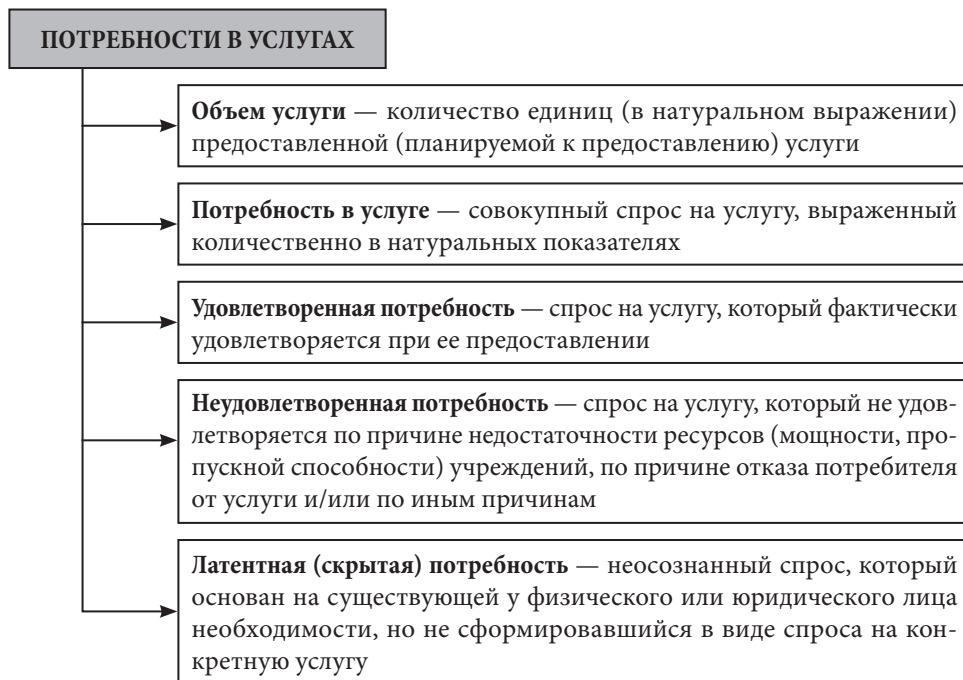 ПОТРЕБНОСТИ В УСЛУГАХ
Объем услуги — количество единиц (в натуральном выражении)
предоставленной (планируемой к предоставлению) услуги
Потребность в услуге — совокупный спрос на услугу, выраженный
количественно в натуральных показателях
Удовлетворенная потребность — спрос на услугу, который фактически
удовлетворяется при ее предоставлении
Неудовлетворенная потребность — спрос на услугу, который не удов-
летворяется по причине недостаточности ресурсов (мощности, про-
пускной способности) учреждений, по причине отказа потребителя
от услуги и/или по иным причинам
Латентная (скрытая) потребность — неосознанный спрос, который
основан на существующей у физического или юридического лица
необходимости, но не сформировавшийся в виде спроса на кон-
кретную услугу